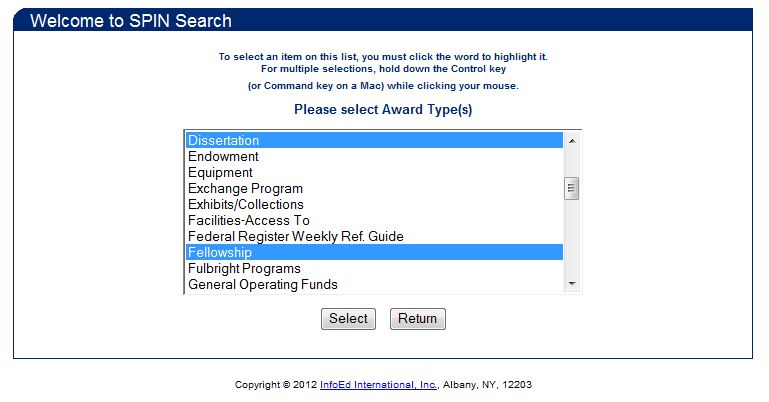 Welcome to SPIN Search
To select an item on this list, you must click the word to highlight it.
For multiple selections, hold down the Control key
(or Command key on a Mac) while clicking your mouse.
Please select Award Type(s)
Dissertation
Endowment
Equipment
Exchange Program
Exhibits/Collections
Facilities-Access To
Federal Register Weekly Ref. Guide
Fellowship
Fulbright Programs
General Operating Funds
Select Return
Copyright © 2012 InfoEd International, Inc., Albany, NY, 12203